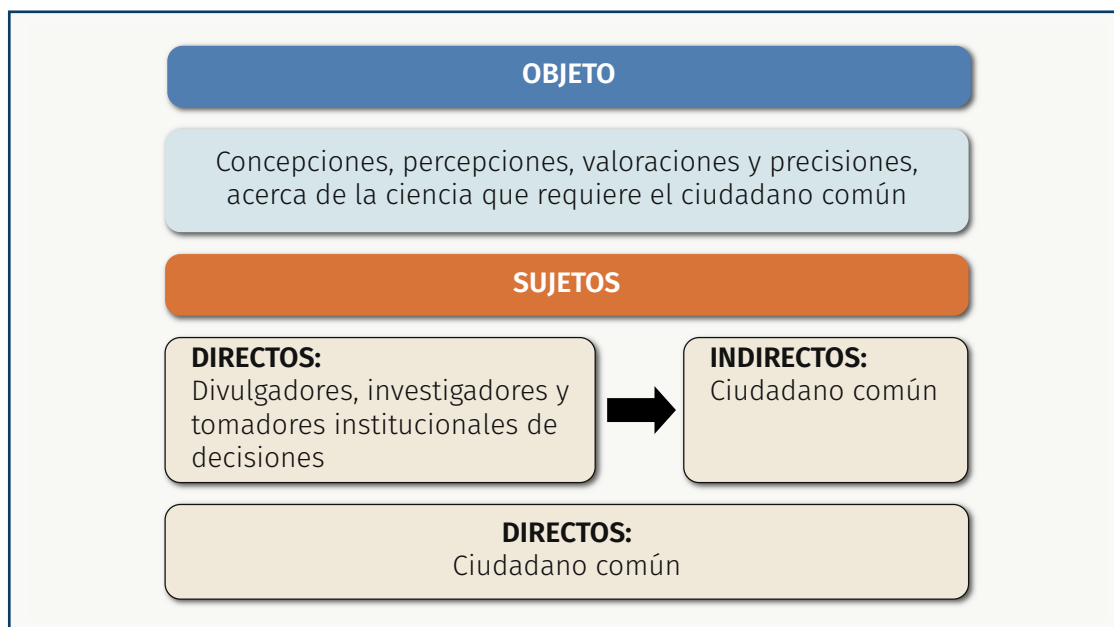 OBJETO
Concepciones, percepciones, valoraciones y precisiones,
acerca de la ciencia que requiere el ciudadano común
SUJETOS
DIRECTOS:
Divulgadores, investigadores y
tomadores institucionales de
decisiones
INDIRECTOS:
Ciudadano común
DIRECTOS:
Ciudadano común